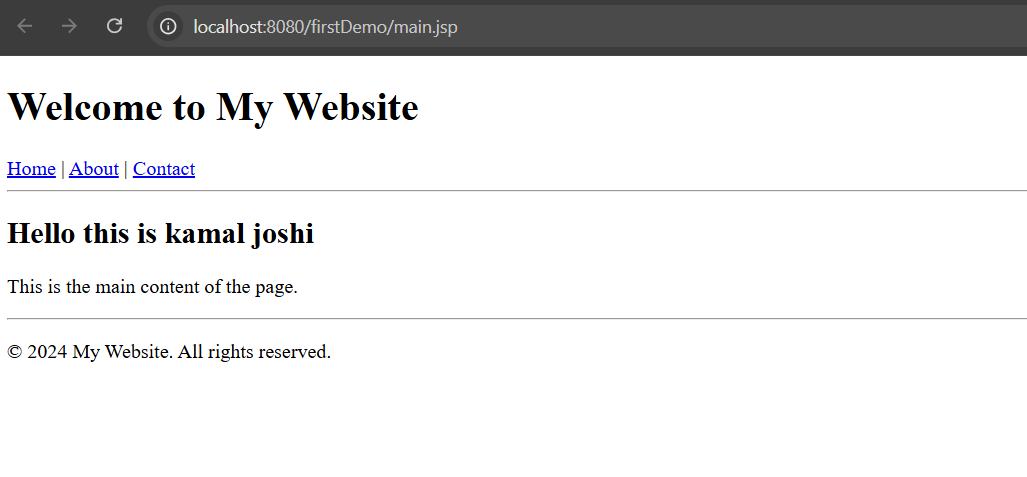 localhost:8080/firstDemo/main.jsp
Welcome to My Website
Home | About | Contact
Hello this is kamal joshi
This is the main content of the page.
© 2024 My Website. All rights reserved.